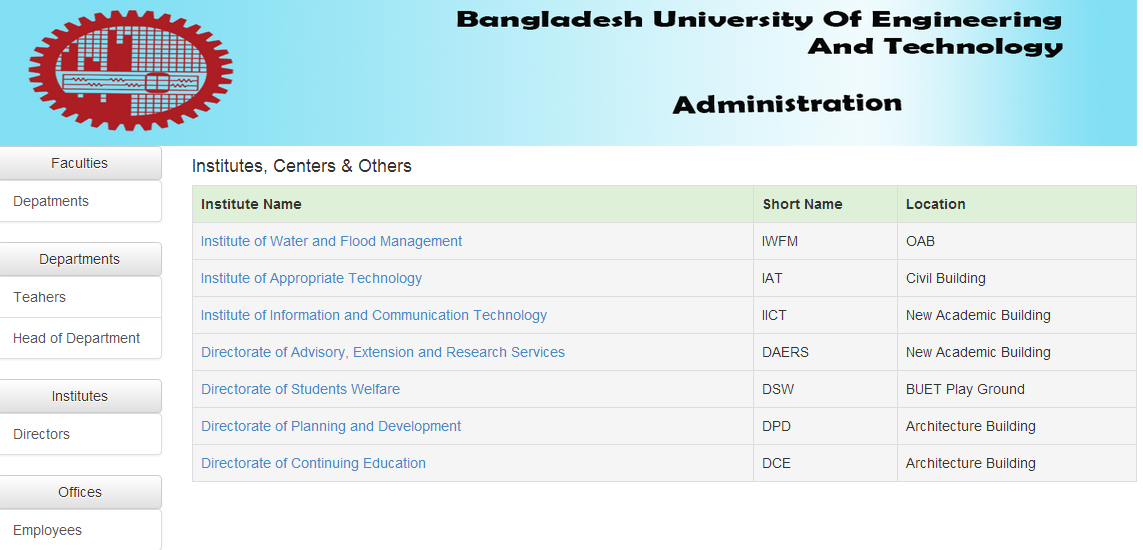 Bangladesh University Of Engineering
And Technology
Administration
Faculties
Depatments
Departments
Teahers
Head of Department
Institutes
Directors
Offices
Employees
Institutes, Centers & Others
Institute Name Short Name Location
Institute of Water and Flood Management IWFM OAB
Institute of Appropriate Technology IAT Civil Building
Institute of Information and Communication Technology IICT New Academic Building
Directorate of Advisory, Extension and Research Services DAERS New Academic Building
Directorate of Students Welfare DSW BUET Play Ground
Directorate of Planning and Development DPD Architecture Building
Directorate of Continuing Education DCE Architecture Building